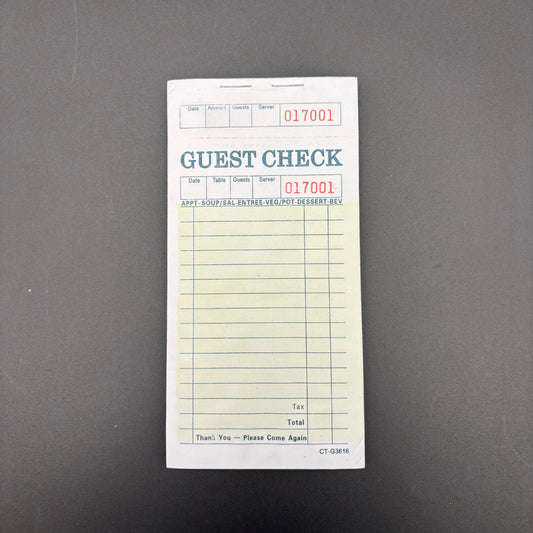 Date Amount Guests Server 017001
GUEST CHECK
Date Table Guests Server 017001
APPT-SOUP/SAL-ENTREE-VEG/POT-DESSERT-BEV
Tax
Total
Thank You — Please Come Again
CT-G3616